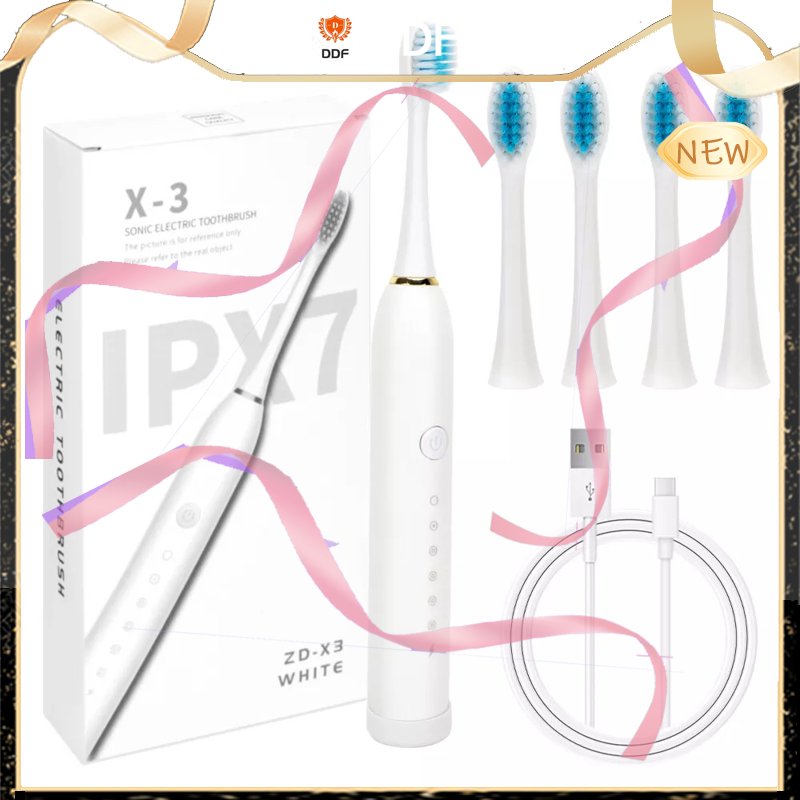 DDF
DF
NEW
X-3
SONIC ELECTRIC TOOTHBRUSH
The picture is for reference only
Please refer to the real object
IPX7
ELECTRIC TOOTHBRUSH
ZD-X3
WHITE